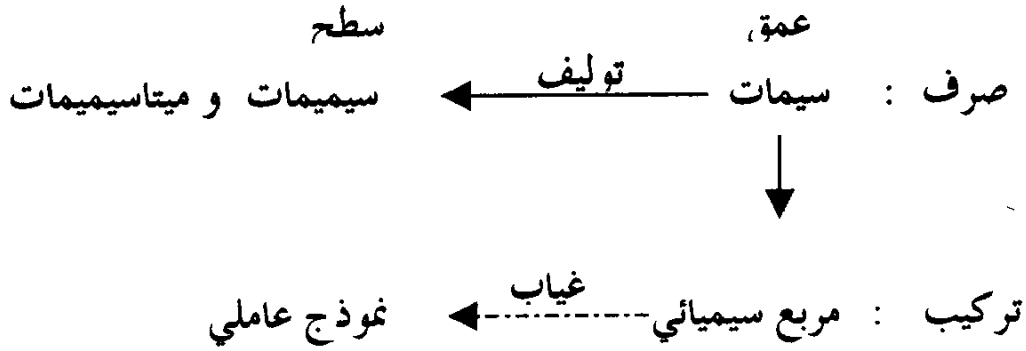 عمق سطح
صرف : سيمات توليف سيميمات و ميتاسيميمات
تركيب : مربع سيميائي غياب نموذج عاملي